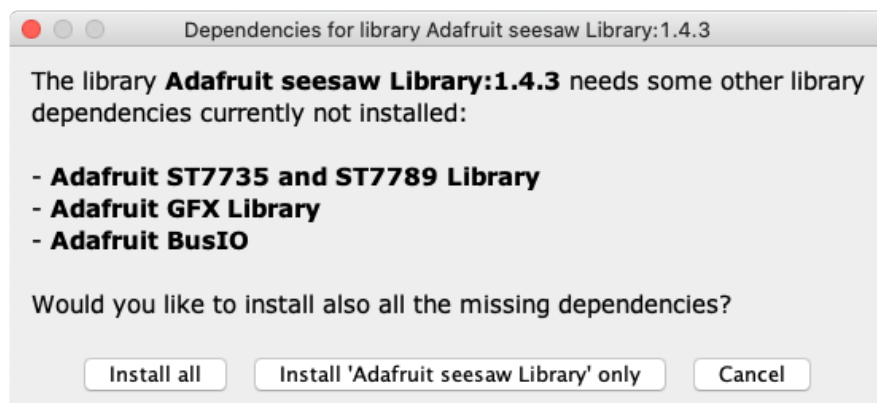 Dependencies for library Adafruit seesaw Library:1.4.3
The library Adafruit seesaw Library:1.4.3 needs some other library
dependencies currently not installed:
- Adafruit ST7735 and ST7789 Library
- Adafruit GFX Library
- Adafruit BusIO
Would you like to install also all the missing dependencies?
Install all Install 'Adafruit seesaw Library' only Cancel